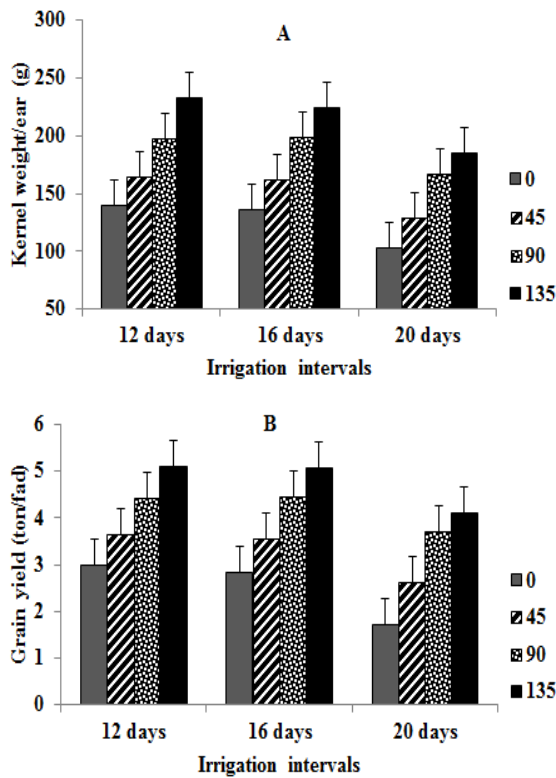 A
Kernel weight/ear (g)
300
250
200
150
100
50
12 days 16 days 20 days
Irrigation intervals
0
45
90
135
B
Grain yield (ton/fad)
6
5
4
3
2
1
0
12 days 16 days 20 days
Irrigation intervals
0
45
90
135